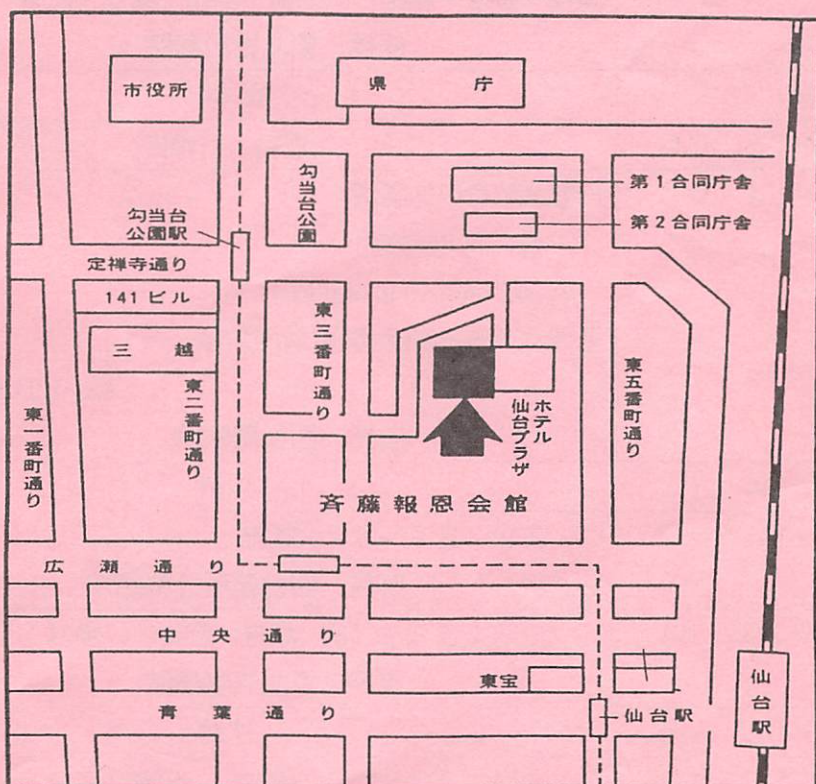 市役所
県庁
勾当台公園
第1合同庁舎
第2合同庁舎
勾当台
公園駅
定禅寺通り
141ビル
三越
東三番町通り
東二番町通り
東一番町通り
東五番町通り
ホテル
仙台プラザ
斉藤報恩会館
広瀬通り
中央通り
東宝
青葉通り
仙台駅
仙台駅